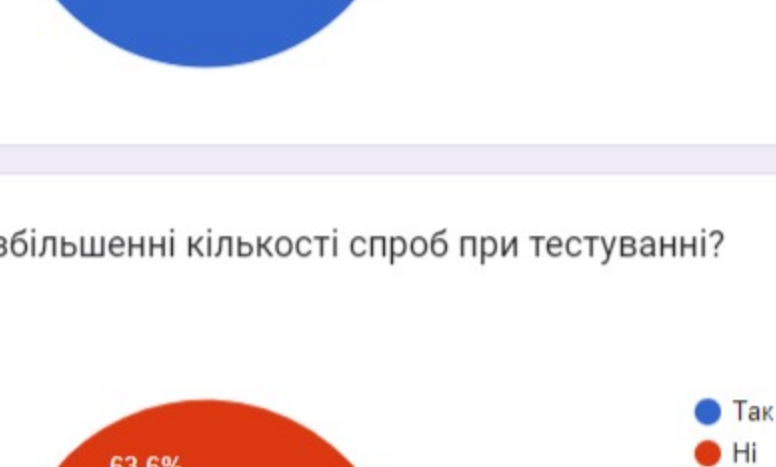 збільшенні кількості спроб при тестуванні?
Так
Ні
63.6%